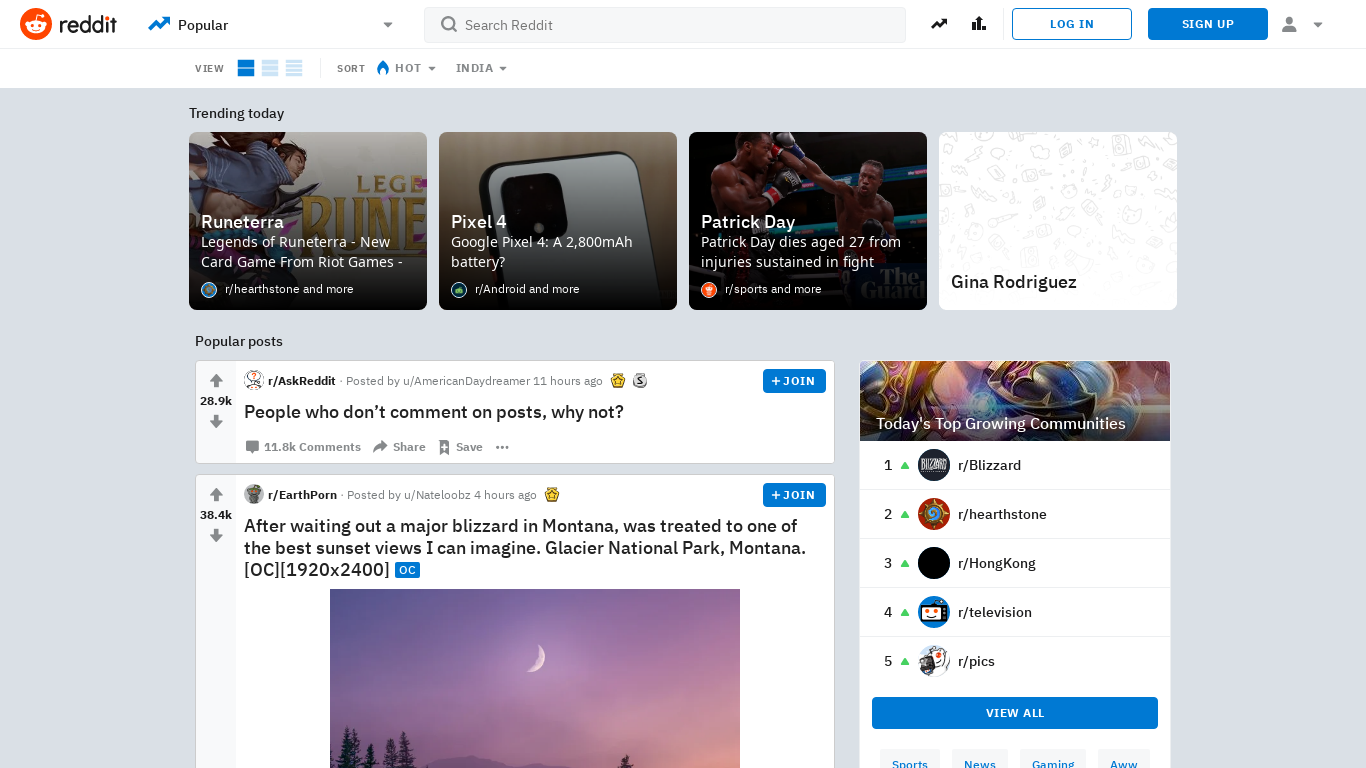 reddit
Popular
Search Reddit
LOG IN
SIGN UP
VIEW
SORT
HOT
INDIA
Trending today
LEGE
RUNE
Runeterra
Legends of Runeterra - New
Card Game From Riot Games -
r/hearthstone and more
Pixel 4
Google Pixel 4: A 2,800mAh
battery?
r/Android and more
Patrick Day
Patrick Day dies aged 27 from
injuries sustained in fight
The
Guard
r/sports and more
Gina Rodriguez
Popular posts
28.9k
r/AskReddit · Posted by u/AmericanDaydreamer 11 hours ago
+ JOIN
People who don’t comment on posts, why not?
11.8k Comments
Share
Save
38.4k
r/EarthPorn · Posted by u/Nateloobz 4 hours ago
+ JOIN
After waiting out a major blizzard in Montana, was treated to one of
the best sunset views I can imagine. Glacier National Park, Montana.
[OC][1920x2400] OC
Today's Top Growing Communities
1 BLIZZARD r/Blizzard
2 r/hearthstone
3 r/HongKong
4 r/television
5 r/pics
VIEW ALL
Sports
News
Gaming
Aww